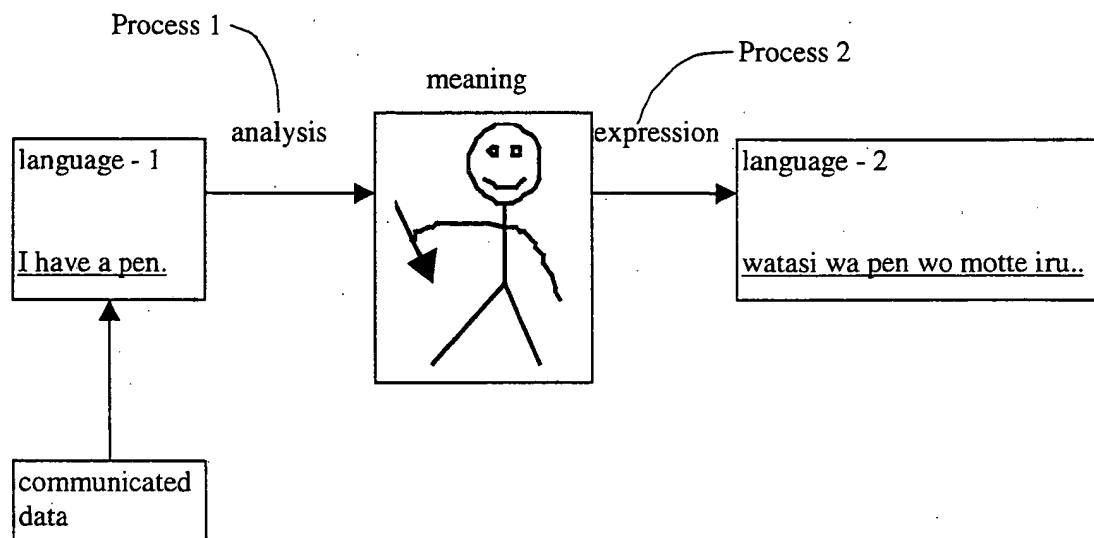 Process 1
Process 2
meaning
analysis
expression
language - 1
I have a pen.
language - 2
watasi wa pen wo motte iru..
communicated
data